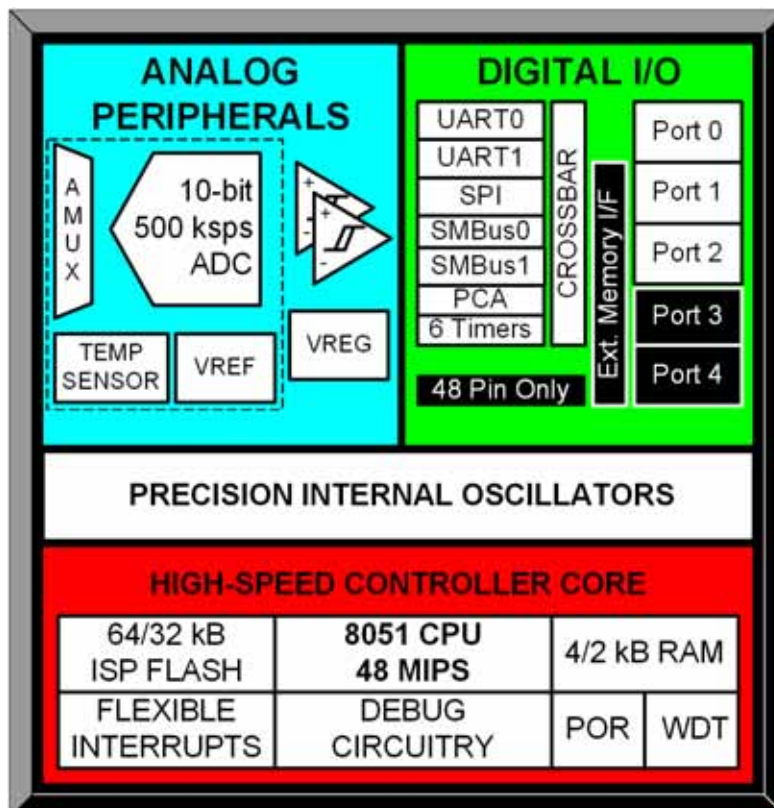 ANALOG
PERIPHERALS
A
M
U
X
10-bit
500 ksps
ADC
+
-
+
-
TEMP
SENSOR
VREF
VREG
DIGITAL I/O
UART0
UART1
SPI
SMBus0
SMBus1
PCA
6 Timers
CROSSBAR
Ext. Memory I/F
Port 0
Port 1
Port 2
Port 3
Port 4
48 Pin Only
PRECISION INTERNAL OSCILLATORS
HIGH-SPEED CONTROLLER CORE
64/32 kB
ISP FLASH
8051 CPU
48 MIPS
4/2 kB RAM
FLEXIBLE
INTERRUPTS
DEBUG
CIRCUITRY
POR
WDT